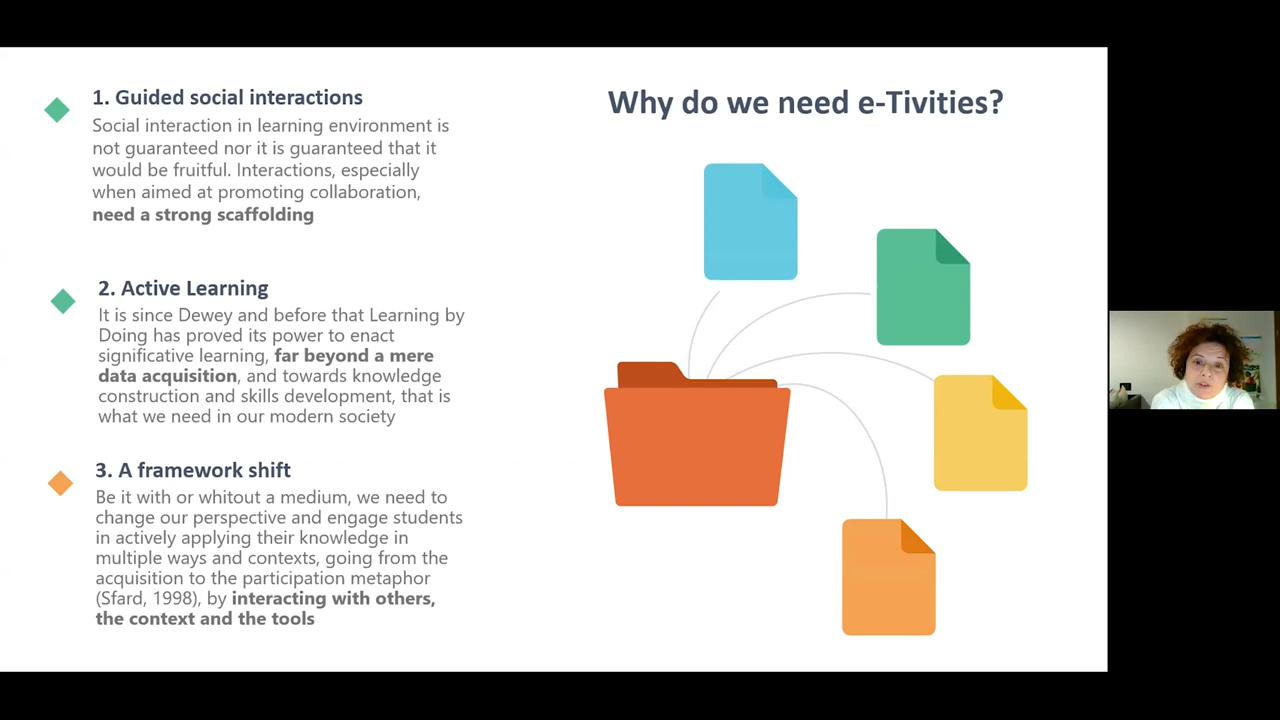 Why do we need e-Tivities?
1. Guided social interactions
Social interaction in learning environment is
not guaranteed nor it is guaranteed that it
would be fruitful. Interactions, especially
when aimed at promoting collaboration,
need a strong scaffolding
2. Active Learning
It is since Dewey and before that Learning by
Doing has proved its power to enact
significative learning, far beyond a mere
data acquisition, and towards knowledge
construction and skills development, that is
what we need in our modern society
3. A framework shift
Be it with or whitout a medium, we need to
change our perspective and engage students
in actively applying their knowledge in
multiple ways and contexts, going from the
acquisition to the participation metaphor
(Sfard, 1998), by interacting with others,
the context and the tools